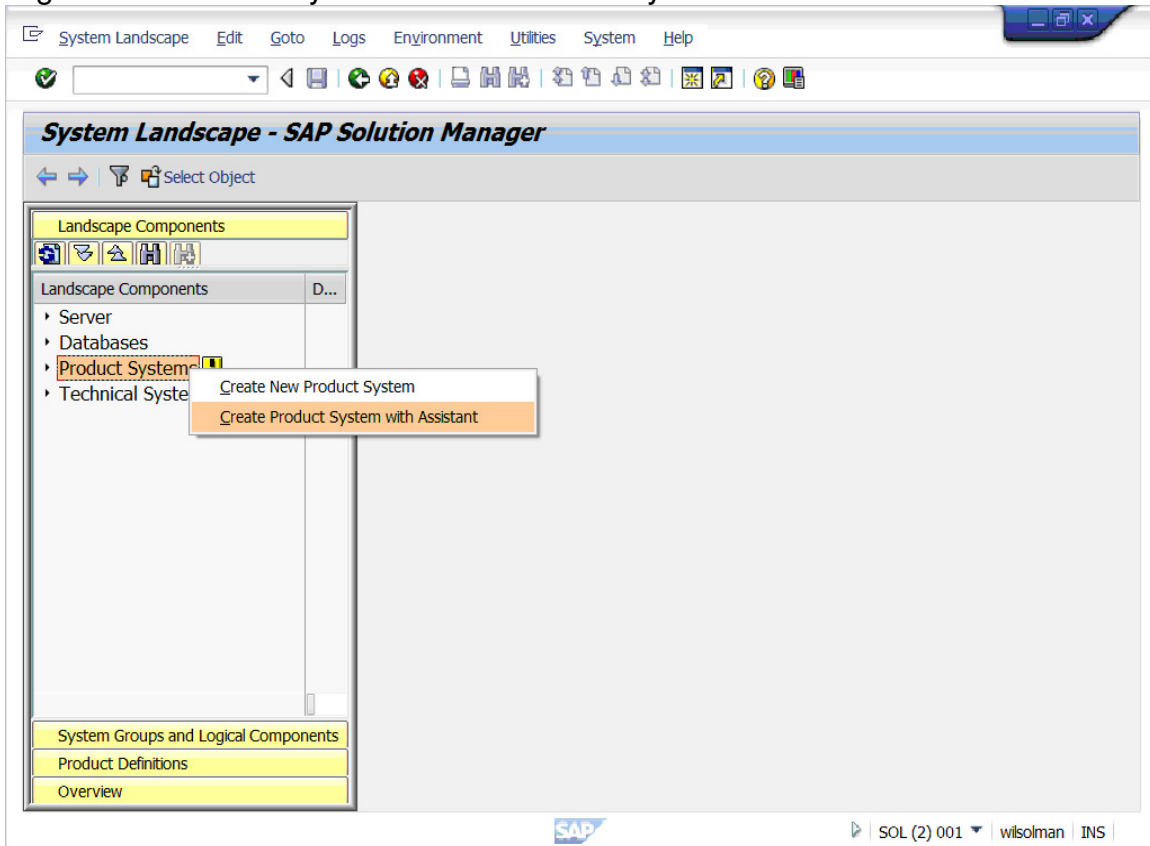 System Landscape Edit Goto Logs Environment Utilities System Help
System Landscape - SAP Solution Manager
Select Object
Landscape Components
Landscape Components D...
Server
Databases
Product Systems
Create New Product System
Technical Syste
Create Product System with Assistant
System Groups and Logical Components
Product Definitions
Overview
SAP SOL (2) 001 wilsolman INS